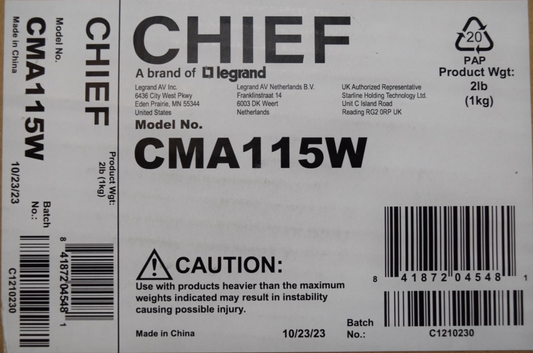 CHIEF
A brand of legrand
Legrand AV Inc.
6436 City West Pkwy
Eden Prairie, MN 55344
United States
Legrand AV Netherlands B.V.
Franklinstraat 14
6003 DK Weert
Netherlands
UK Authorized Representative
Starline Holding Technology Ltd.
Unit C Island Road
Reading RG2 0RP UK
20
PAP
Product Wgt:
2lb
(1kg)
Model No.
CMA115W
CAUTION:
Use with products heavier than the maximum
weights indicated may result in instability
causing possible injury.
Made in China
10/23/23
8 41872 04548 1
Batch
No.:
C1210230
CHIEF
Model No.
CMA115W
Made in China
Product Wgt:
2lb (1kg)
10/23/23
Batch
No.:
8 41872 04548 1
C1210230